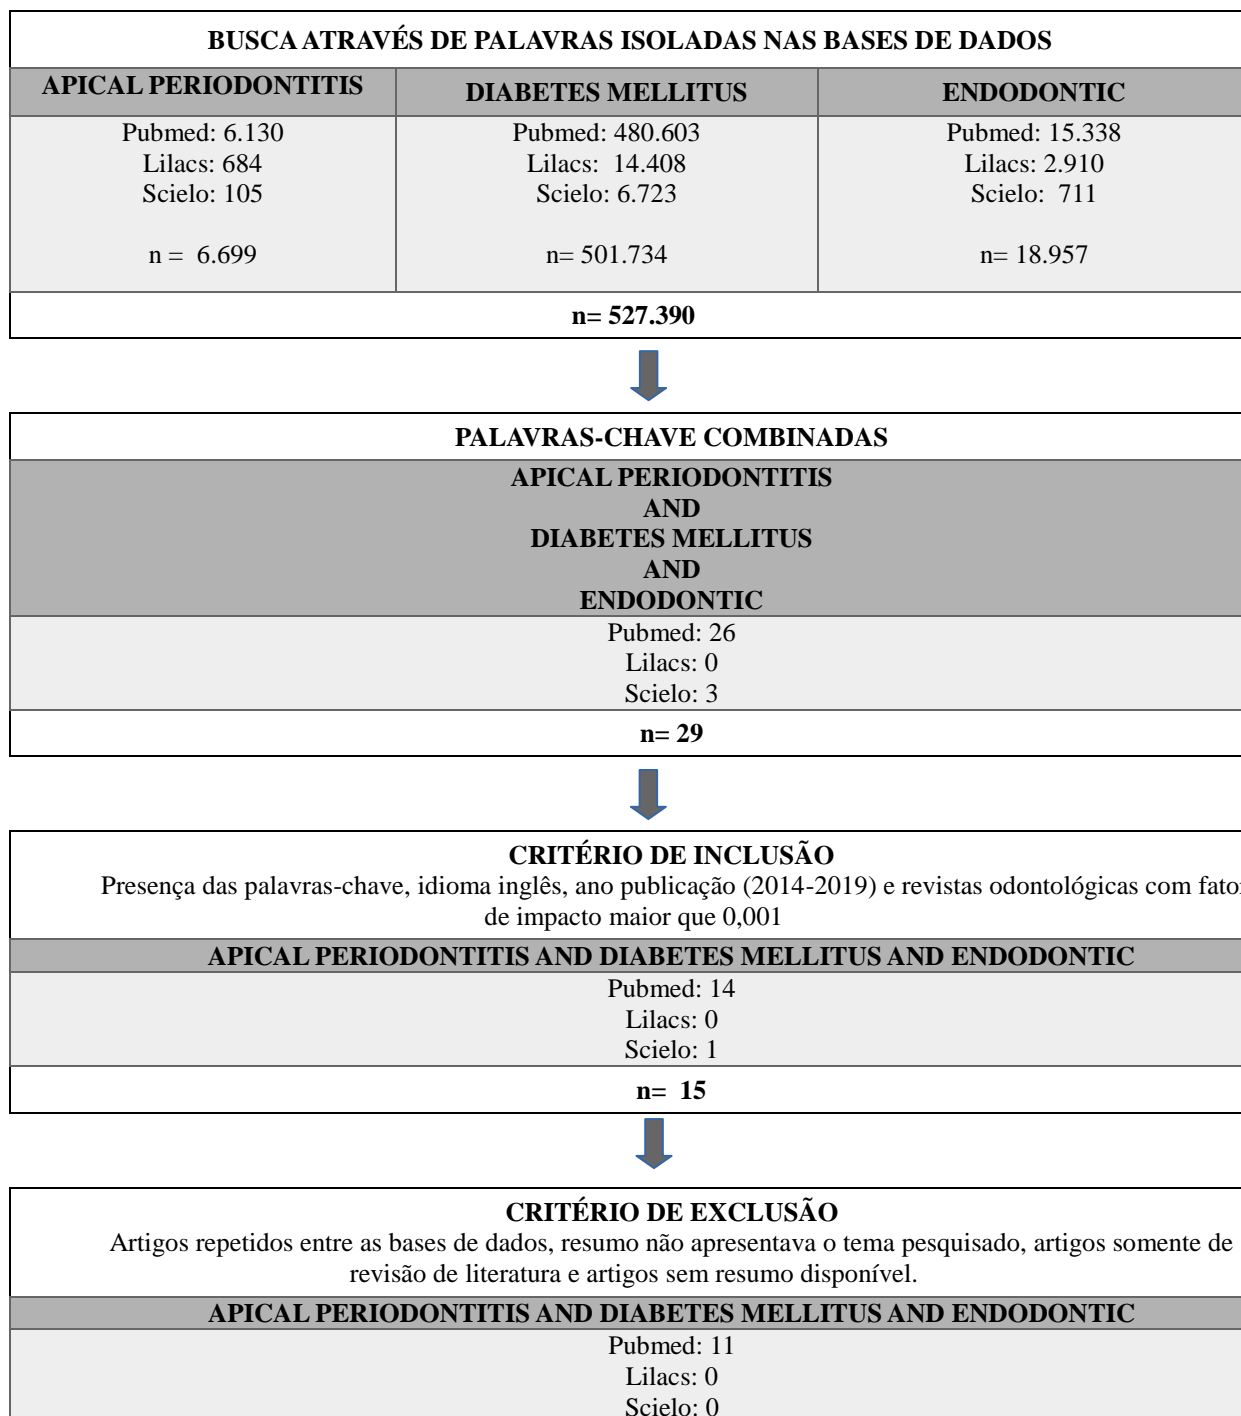 BUSCA ATRAVÉS DE PALAVRAS ISOLADAS NAS BASES DE DADOS
APICAL PERIODONTITIS
Pubmed: 6.130
Lilacs: 684
Scielo: 105
n = 6.699
DIABETES MELLITUS
Pubmed: 480.603
Lilacs: 14.408
Scielo: 6.723
n= 501.734
ENDODONTIC
Pubmed: 15.338
Lilacs: 2.910
Scielo: 711
n= 18.957
n= 527.390
PALAVRAS-CHAVE COMBINADAS
APICAL PERIODONTITIS
AND
DIABETES MELLITUS
AND
ENDODONTIC
Pubmed: 26
Lilacs: 0
Scielo: 3
n= 29
CRITÉRIO DE INCLUSÃO
Presença das palavras-chave, idioma inglês, ano publicação (2014-2019) e revistas odontológicas com fator
de impacto maior que 0,001
APICAL PERIODONTITIS AND DIABETES MELLITUS AND ENDODONTIC
Pubmed: 14
Lilacs: 0
Scielo: 1
n= 15
CRITÉRIO DE EXCLUSÃO
Artigos repetidos entre as bases de dados, resumo não apresentava o tema pesquisado, artigos somente de
revisão de literatura e artigos sem resumo disponível.
APICAL PERIODONTITIS AND DIABETES MELLITUS AND ENDODONTIC
Pubmed: 11
Lilacs: 0
Scielo: 0